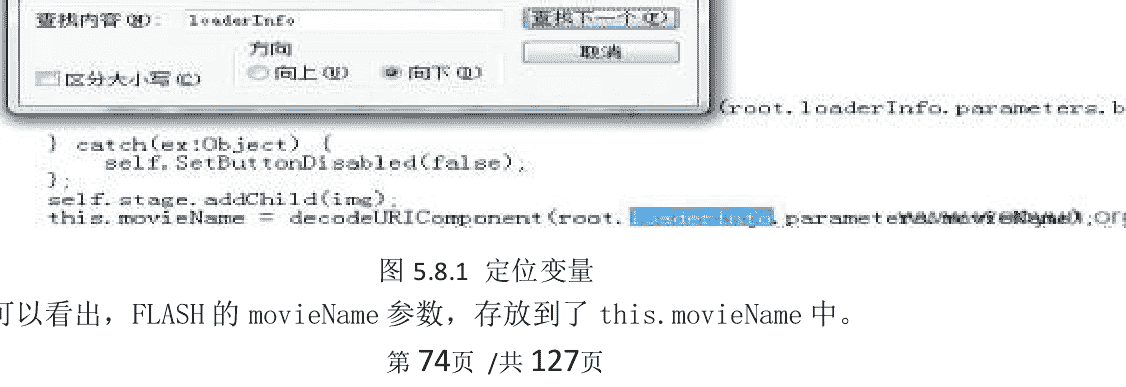 查找内容(N): loaderInfo 查找下一个(F)
方向 取消
区分大小写(C) 向上(U) 向下(D)
(root.loaderInfo.parameters.b
} catch(ex:Object) {
self.SetButtonDisabled(false);
};
self.stage.addChild(img);
this.movieName = decodeURIComponent(root.loaderInfo.parameters.movieName);
图 5.8.1 定位变量
可以看出，FLASH 的 movieName 参数，存放到了 this.movieName 中。
第 74页 /共 127页